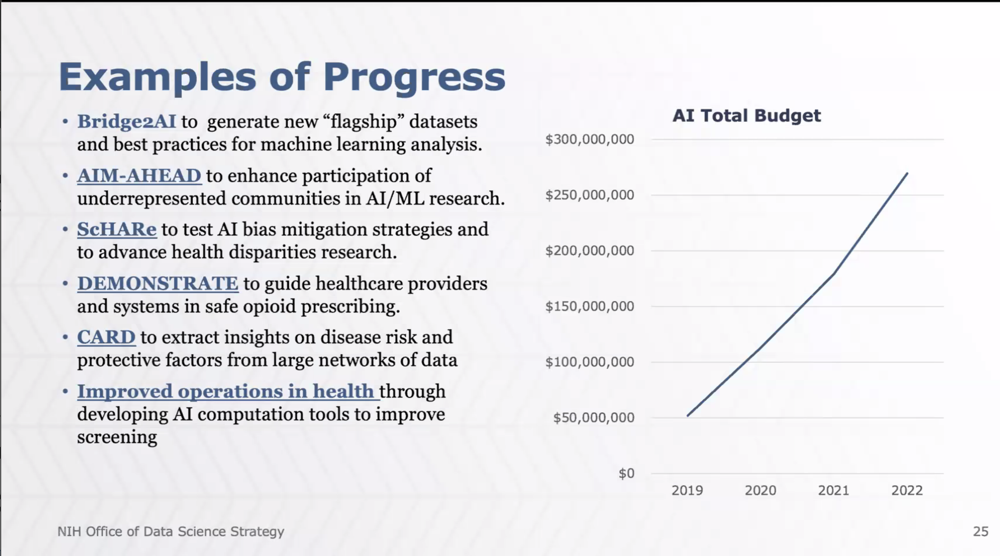 Examples of Progress
• Bridge2AI to  generate new “flagship” datasets
and best practices for machine learning analysis.
• AIM-AHEAD to enhance participation of
underrepresented communities in AI/ML research.
• ScHARe to test AI bias mitigation strategies and
to advance health disparities research.
• DEMONSTRATE to guide healthcare providers
and systems in safe opioid prescribing.
• CARD to extract insights on disease risk and
protective factors from large networks of data
• Improved operations in health through
developing AI computation tools to improve
screening
AI Total Budget
$300,000,000
$250,000,000
$200,000,000
$150,000,000
$100,000,000
$50,000,000
$0
2019 2020 2021 2022
NIH Office of Data Science Strategy
25